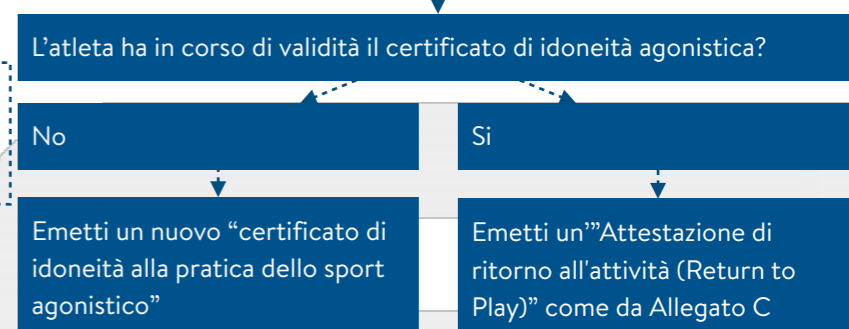 L'atleta ha in corso di validità il certificato di idoneità agonistica?
No
Si
Emetti un nuovo “certificato di
idoneità alla pratica dello sport
agonistico”
Emetti un'”Attestazione di
ritorno all'attività (Return to
Play)” come da Allegato C